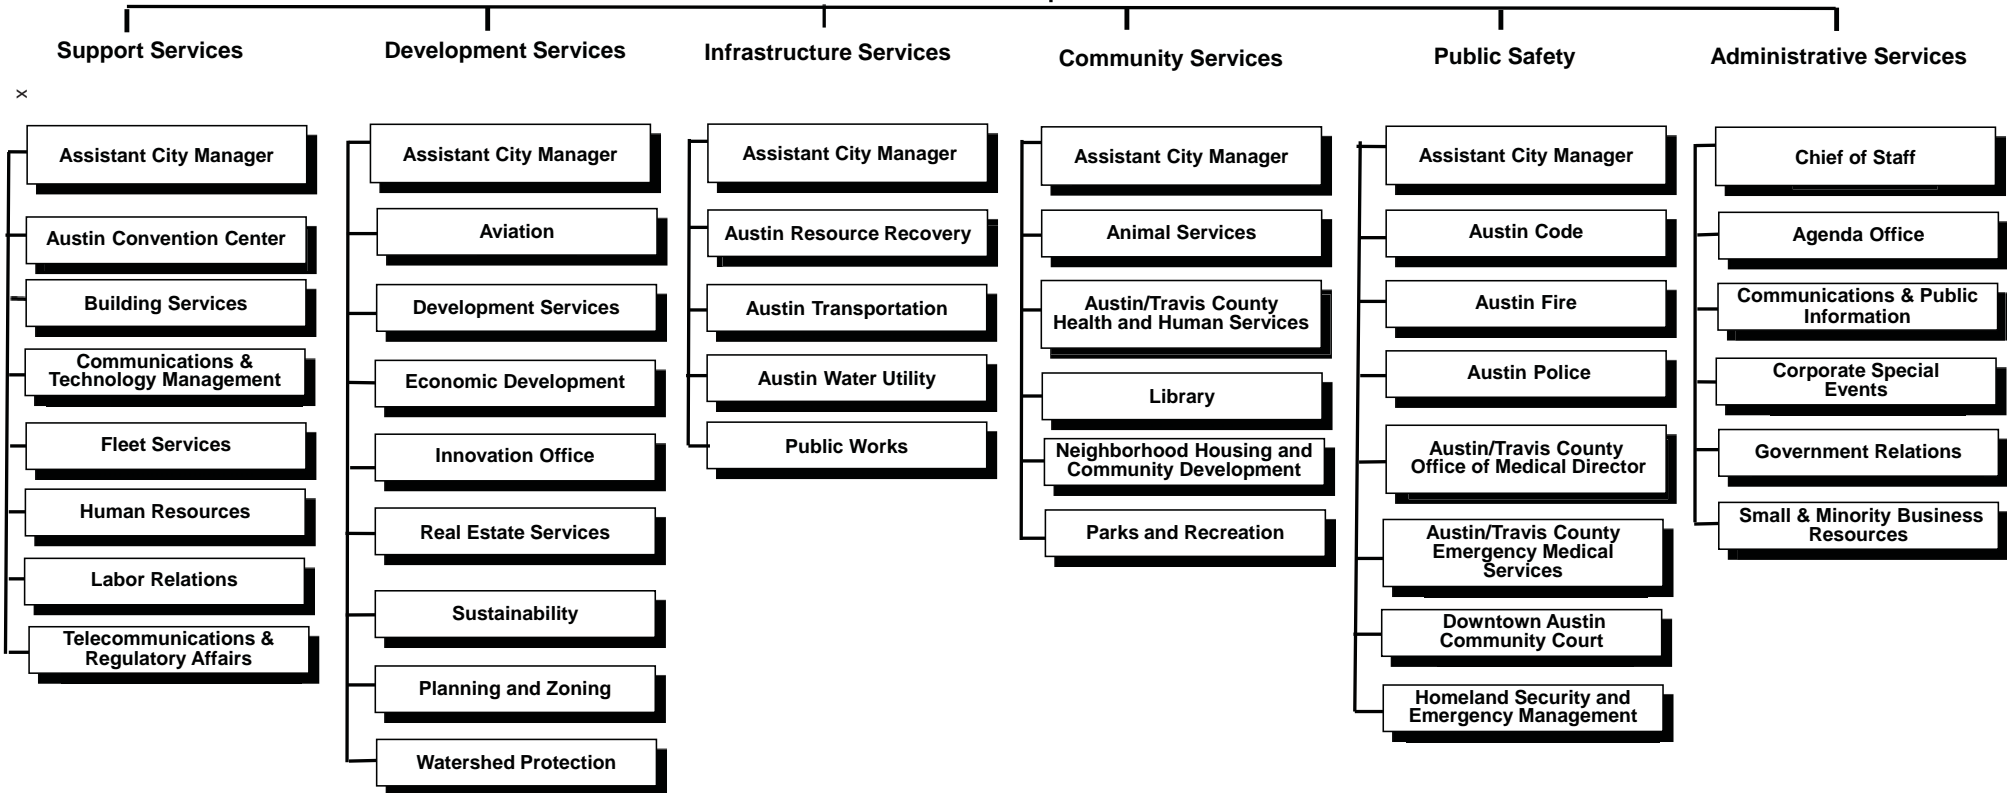 Support Services
x
Assistant City Manager
Austin Convention Center
Building Services
Communications &
Technology Management
Fleet Services
Human Resources
Labor Relations
Telecommunications &
Regulatory Affairs
Development Services
Assistant City Manager
Aviation
Development Services
Economic Development
Innovation Office
Real Estate Services
Sustainability
Planning and Zoning
Watershed Protection
Infrastructure Services
Assistant City Manager
Austin Resource Recovery
Austin Transportation
Austin Water Utility
Public Works
Community Services
Assistant City Manager
Animal Services
Austin/Travis County
Health and Human Services
Library
Neighborhood Housing and
Community Development
Parks and Recreation
Public Safety
Assistant City Manager
Austin Code
Austin Fire
Austin Police
Austin/Travis County
Office of Medical Director
Austin/Travis County
Emergency Medical
Services
Downtown Austin
Community Court
Homeland Security and
Emergency Management
Administrative Services
Chief of Staff
Agenda Office
Communications & Public
Information
Corporate Special
Events
Government Relations
Small & Minority Business
Resources